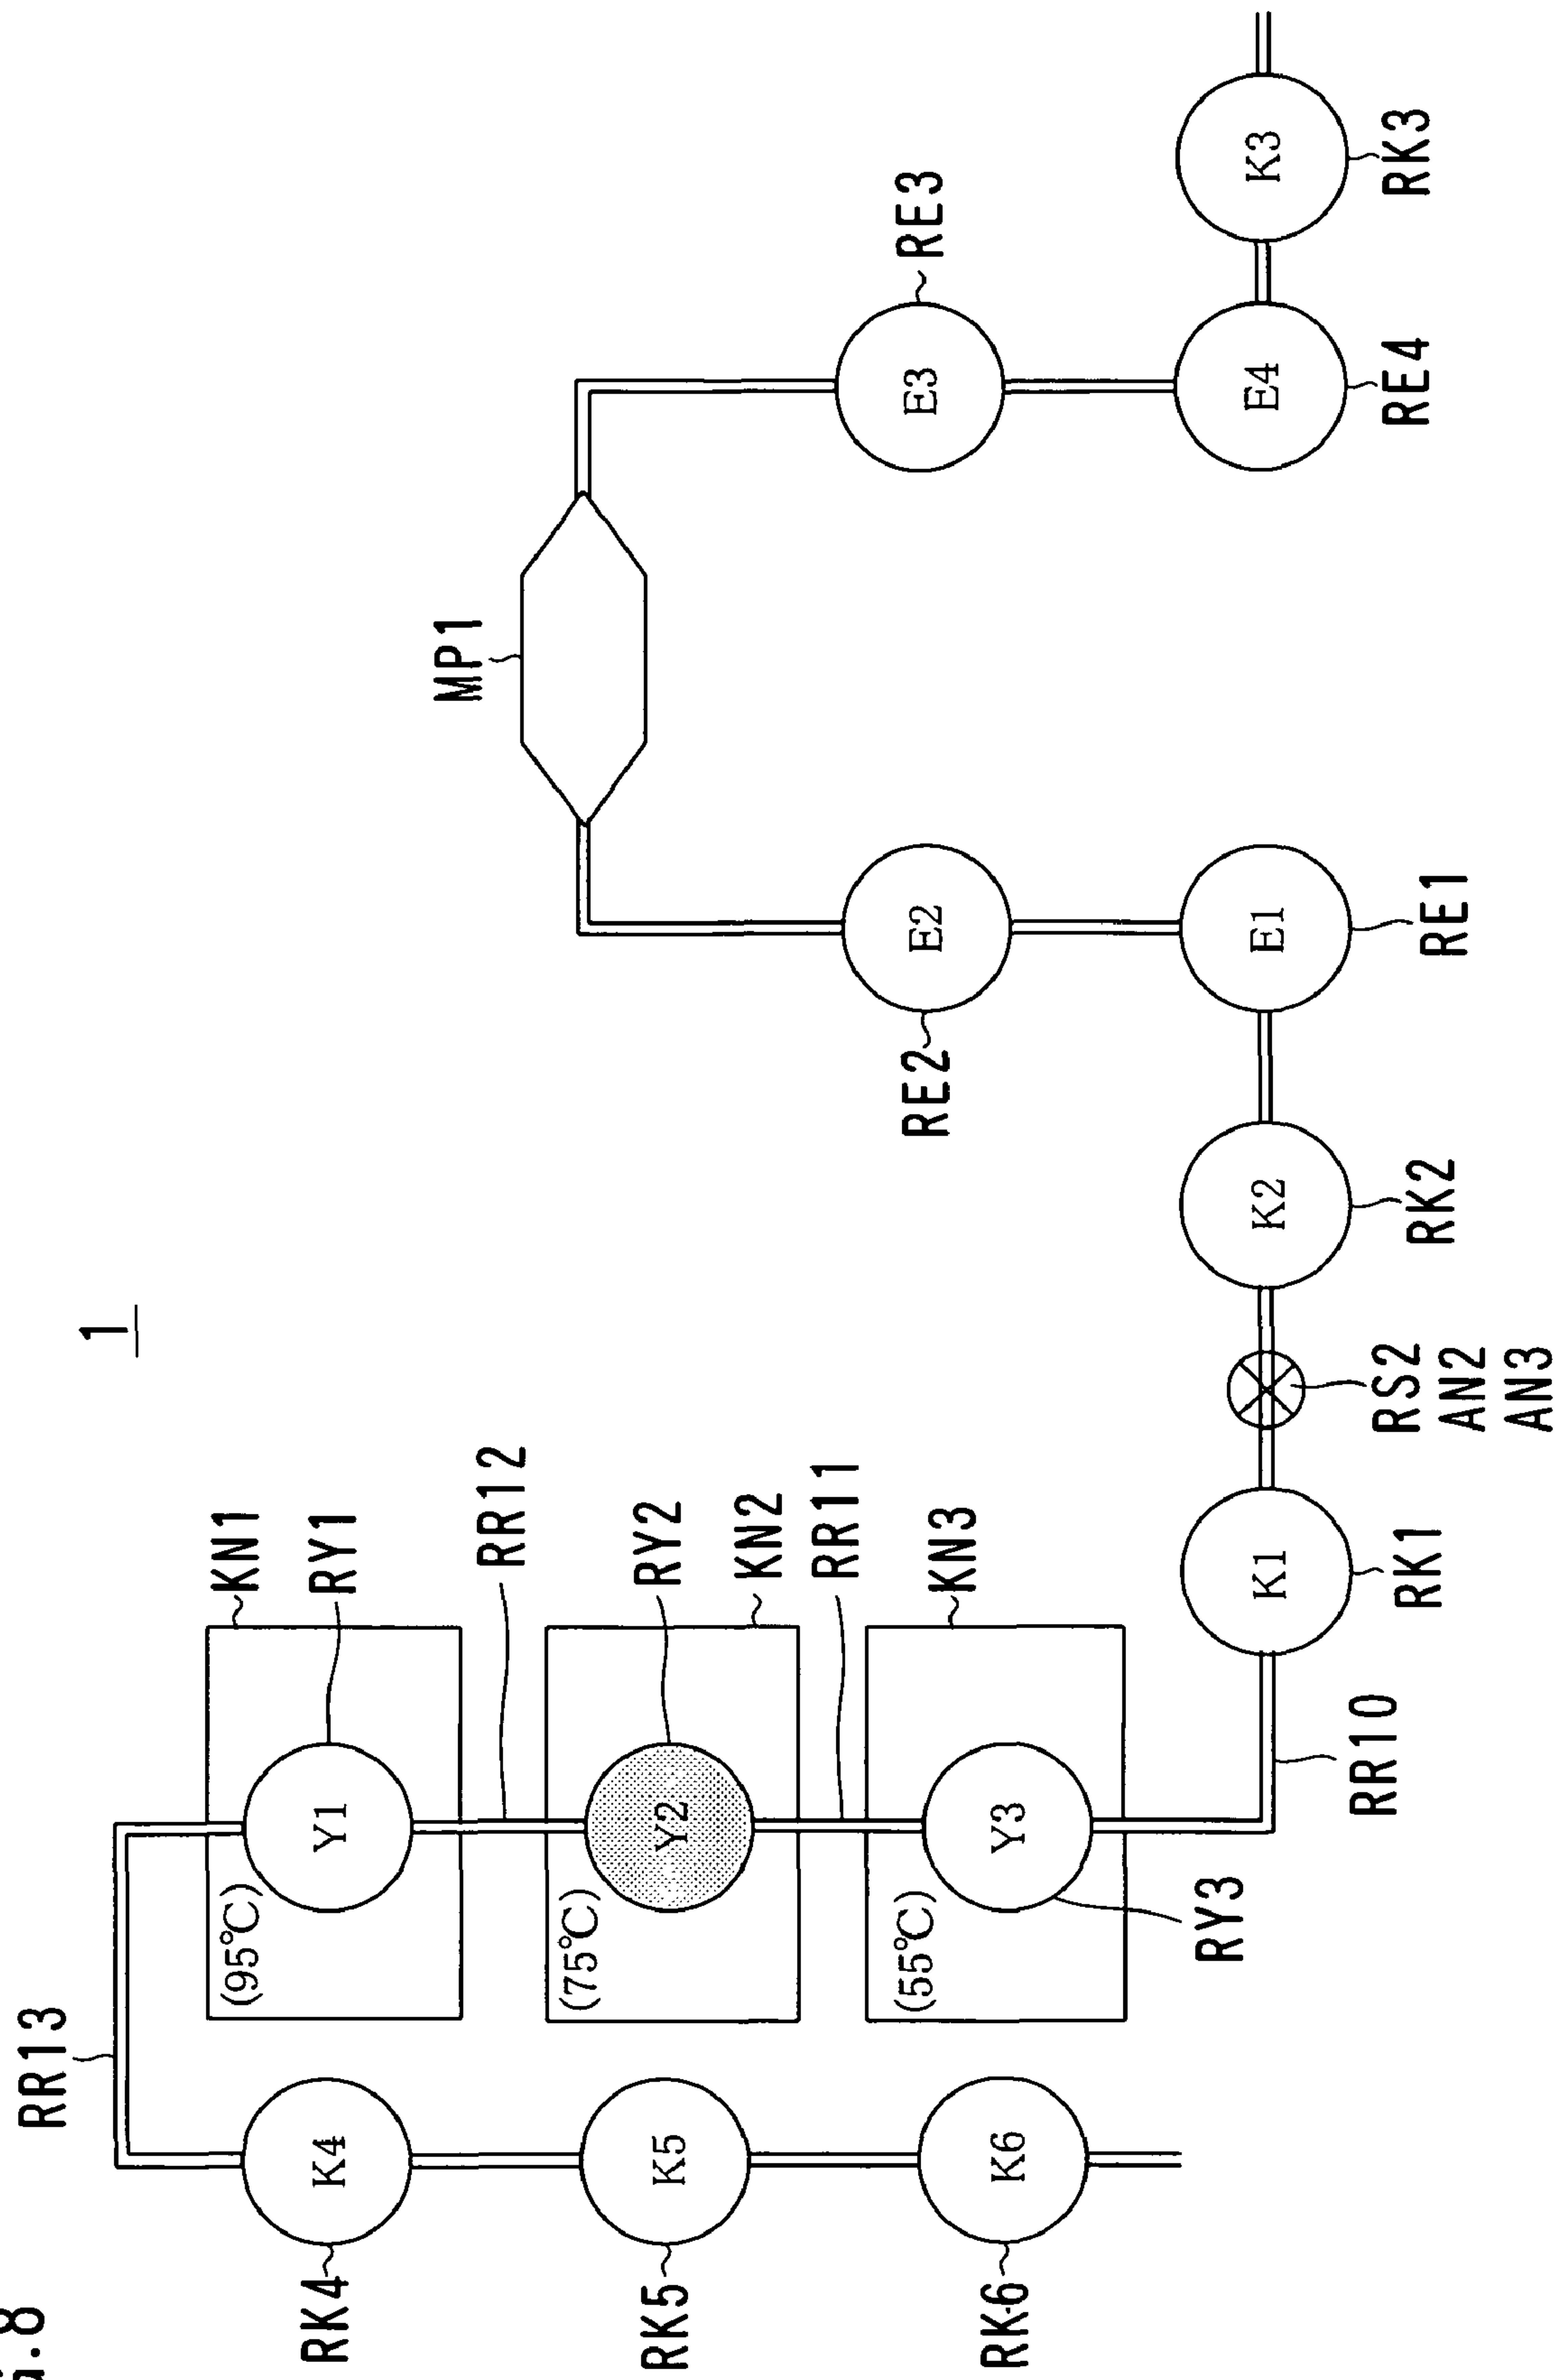 G.8
1
RR13
KN1
RY1
(95℃)
Y1
RR12
RY2
KN2
(75℃)
Y2
RR11
KN3
(55℃)
Y3
RY3
RR10
K4
RK4
K5
RK5
K6
RK6
K1
RK1
RS2
AN2
AN3
K2
RK2
E1
RE1
E2
RE2
MP1
E3
RE3
E4
RE4
K3
RK3